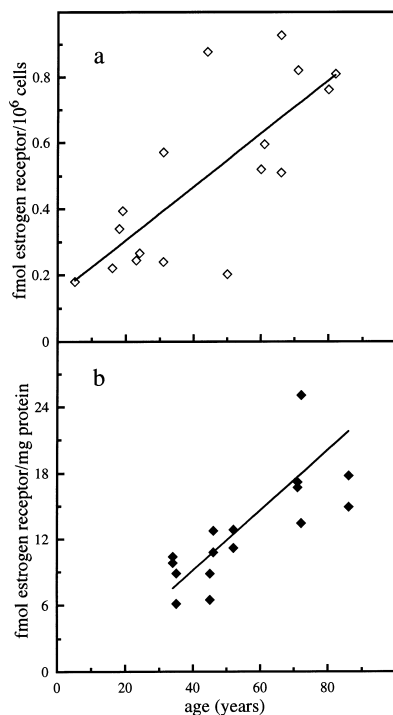 a
fmol estrogen receptor/10⁶ cells
0.8
0.6
0.4
0.2
0
b
fmol estrogen receptor/mg protein
24
18
12
6
0
0 20 40 60 80
age (years)